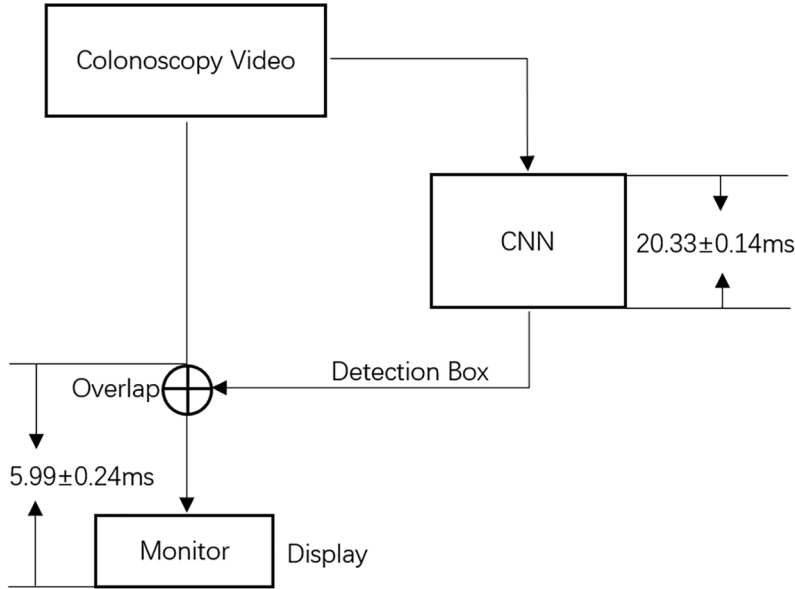 Colonoscopy Video
CNN
20.33±0.14ms
Detection Box
Overlap
5.99±0.24ms
Monitor
Display